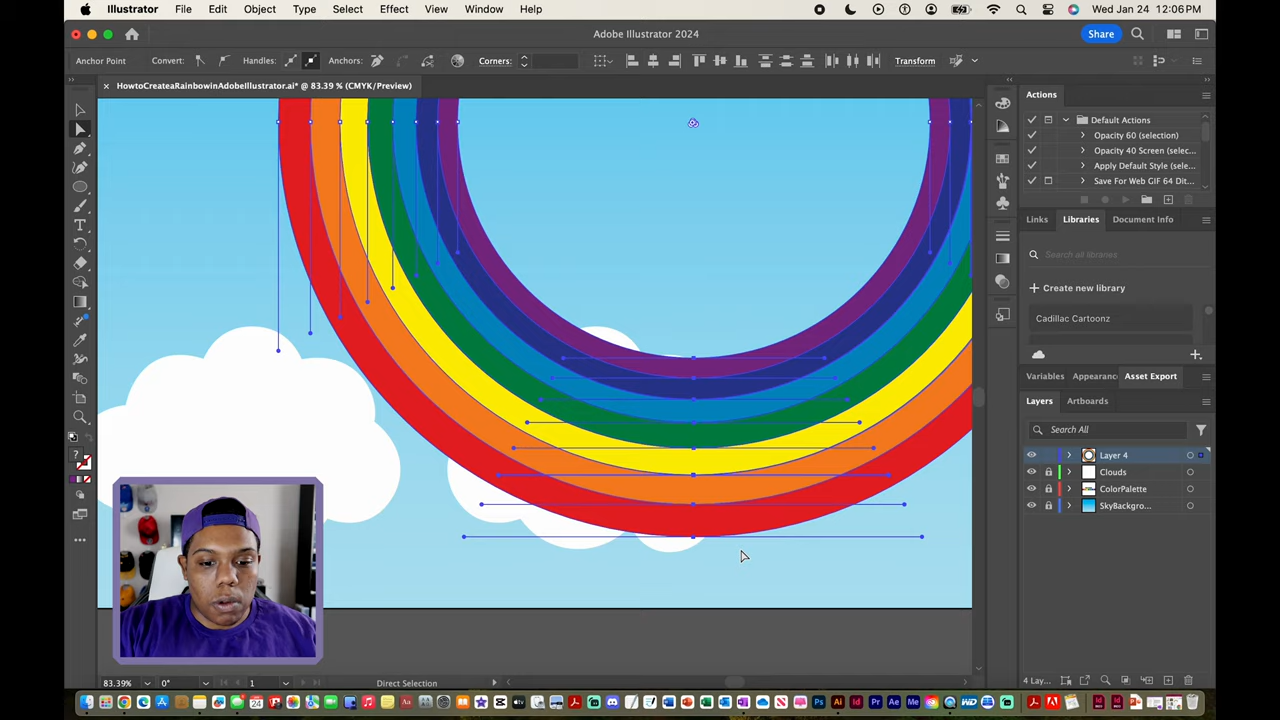 Illustrator File Edit Object Type Select Effect View Window Help Wed Jan 24 12:06 PM
Adobe Illustrator 2024 Share
Anchor Point Convert: Handles: Anchors: Corners: Transform
× HowtoCreateaRainbowinAdobeIllustrator.ai* @ 83.39 % (CMYK/Preview)
Actions
Default Actions
Opacity 60 (selection)
Opacity 40 Screen (selec...
Apply Default Style (sele...
Save For Web GIF 64 Dit...
Links Libraries Document Info
Search all libraries
+ Create new library
Cadillac Cartoonz
Variables Appearanc Asset Export
Layers Artboards
Search All
Layer 4
Clouds
ColorPalette
SkyBackgro...
83.39% 0° 1 Direct Selection
4 Lay...